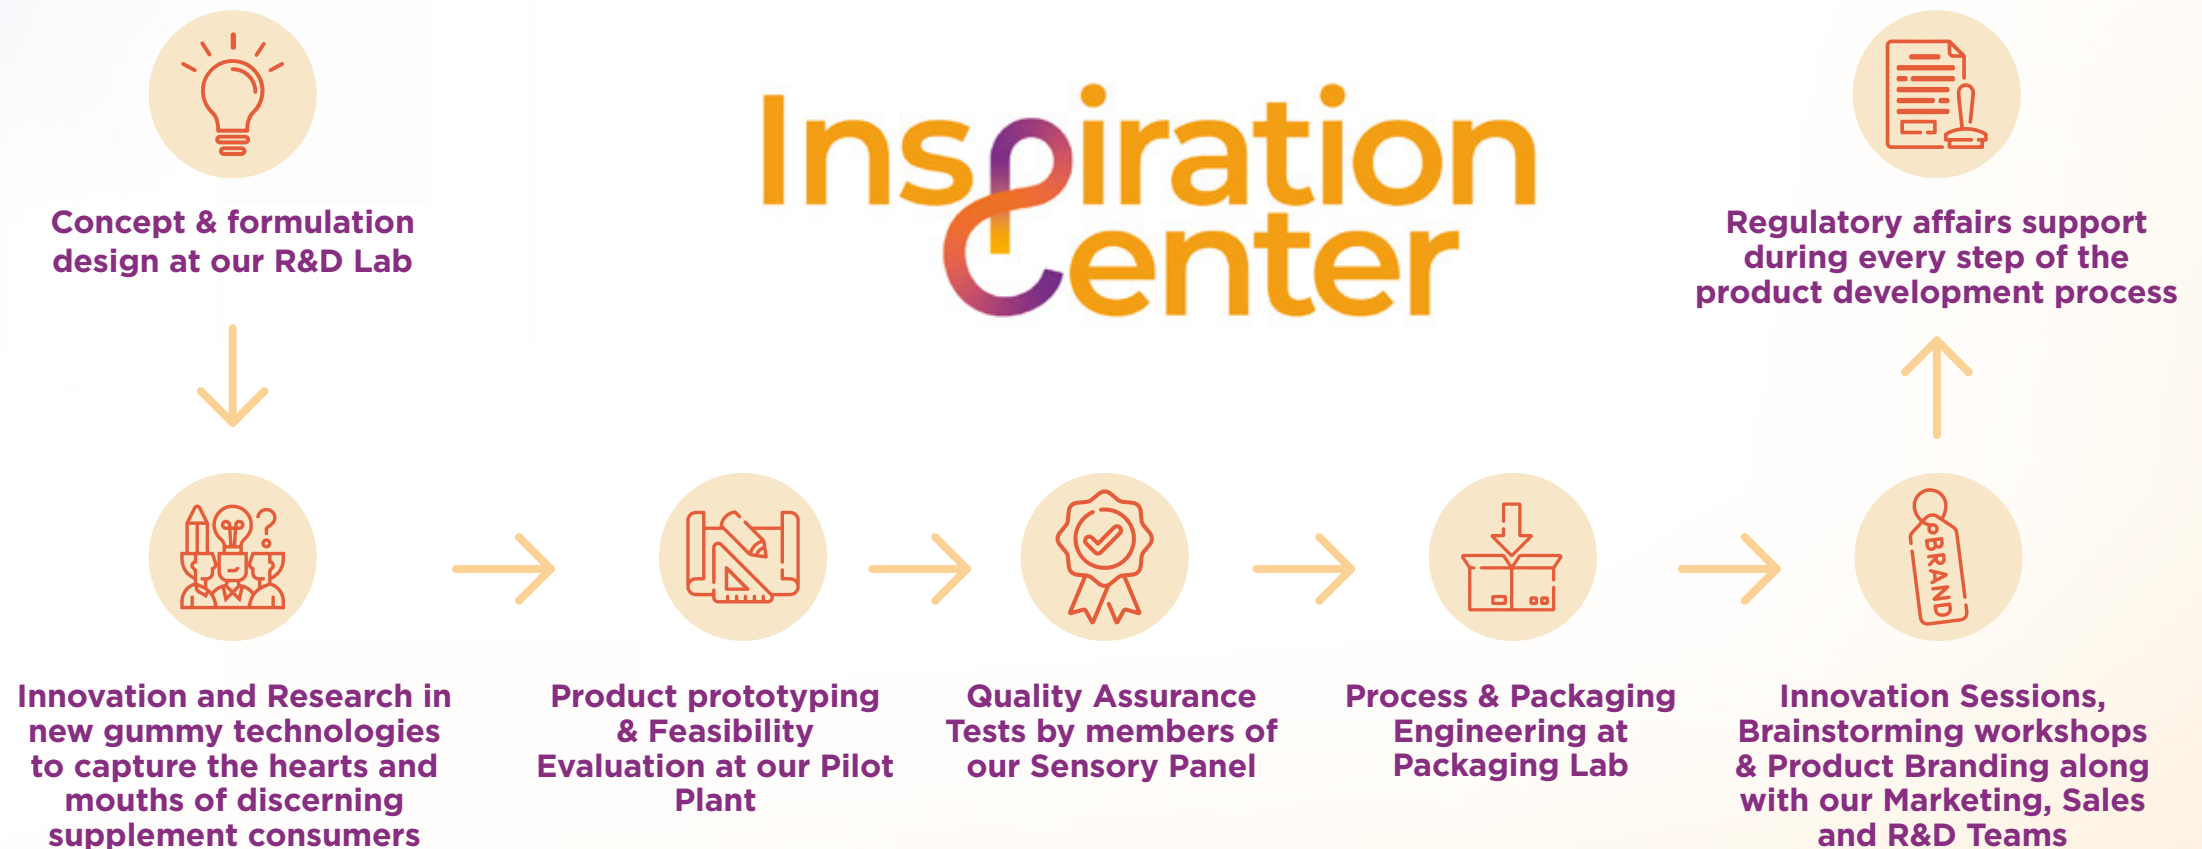 Inspiration
Center
Concept & formulation
design at our R&D Lab
Innovation and Research in
new gummy technologies
to capture the hearts and
mouths of discerning
supplement consumers
Product prototyping
& Feasibility
Evaluation at our Pilot
Plant
Quality Assurance
Tests by members of
our Sensory Panel
Process & Packaging
Engineering at
Packaging Lab
BRAND
Innovation Sessions,
Brainstorming workshops
& Product Branding along
with our Marketing, Sales
and R&D Teams
Regulatory affairs support
during every step of the
product development process